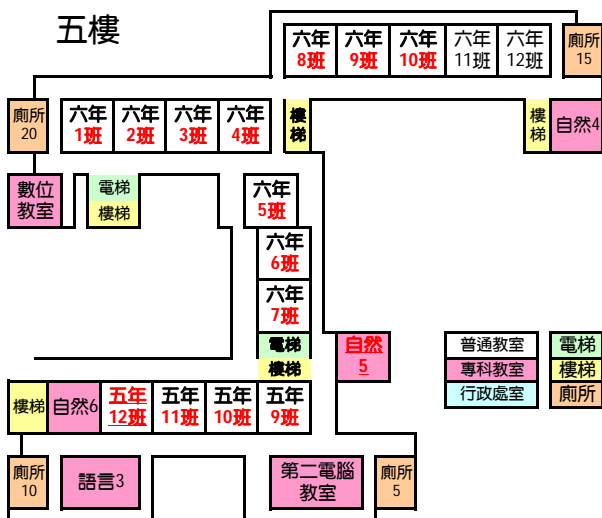 五樓
六年
8班
六年
9班
六年
10班
六年
11班
六年
12班
廁所
15
廁所
20
六年
1班
六年
2班
六年
3班
六年
4班
樓
梯
樓
梯
自然4
數位
教室
電梯
樓梯
六年
5班
六年
6班
六年
7班
電梯
樓梯
自然
5
普通教室
專科教室
行政處室
電梯
樓梯
廁所
樓梯
自然6
五年
12班
五年
11班
五年
10班
五年
9班
廁所
10
語言3
第二電腦
教室
廁所
5